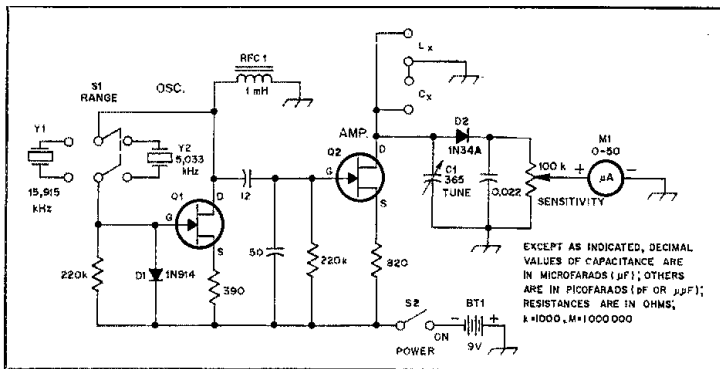 RFC1
1 mH
S1
RANGE
OSC.
Lx
Cx
Y1
Y2
5,033
kHz
15,915
kHz
AMP.
Q2
D
G
S
D2
1N34A
M1
0-50
µA
+
-
C1
365
TUNE
0,022
100 k
SENSITIVITY
Q1
D
G
S
12
220k
D1
1N914
390
50
220k
820
S2
ON
POWER
BT1
-
+
9V
EXCEPT AS INDICATED, DECIMAL
VALUES OF CAPACITANCE ARE
IN MICROFARADS (µF); OTHERS
ARE IN PICOFARADS (pF OR µµF);
RESISTANCES ARE IN OHMS;
k=1000, M=1000 000